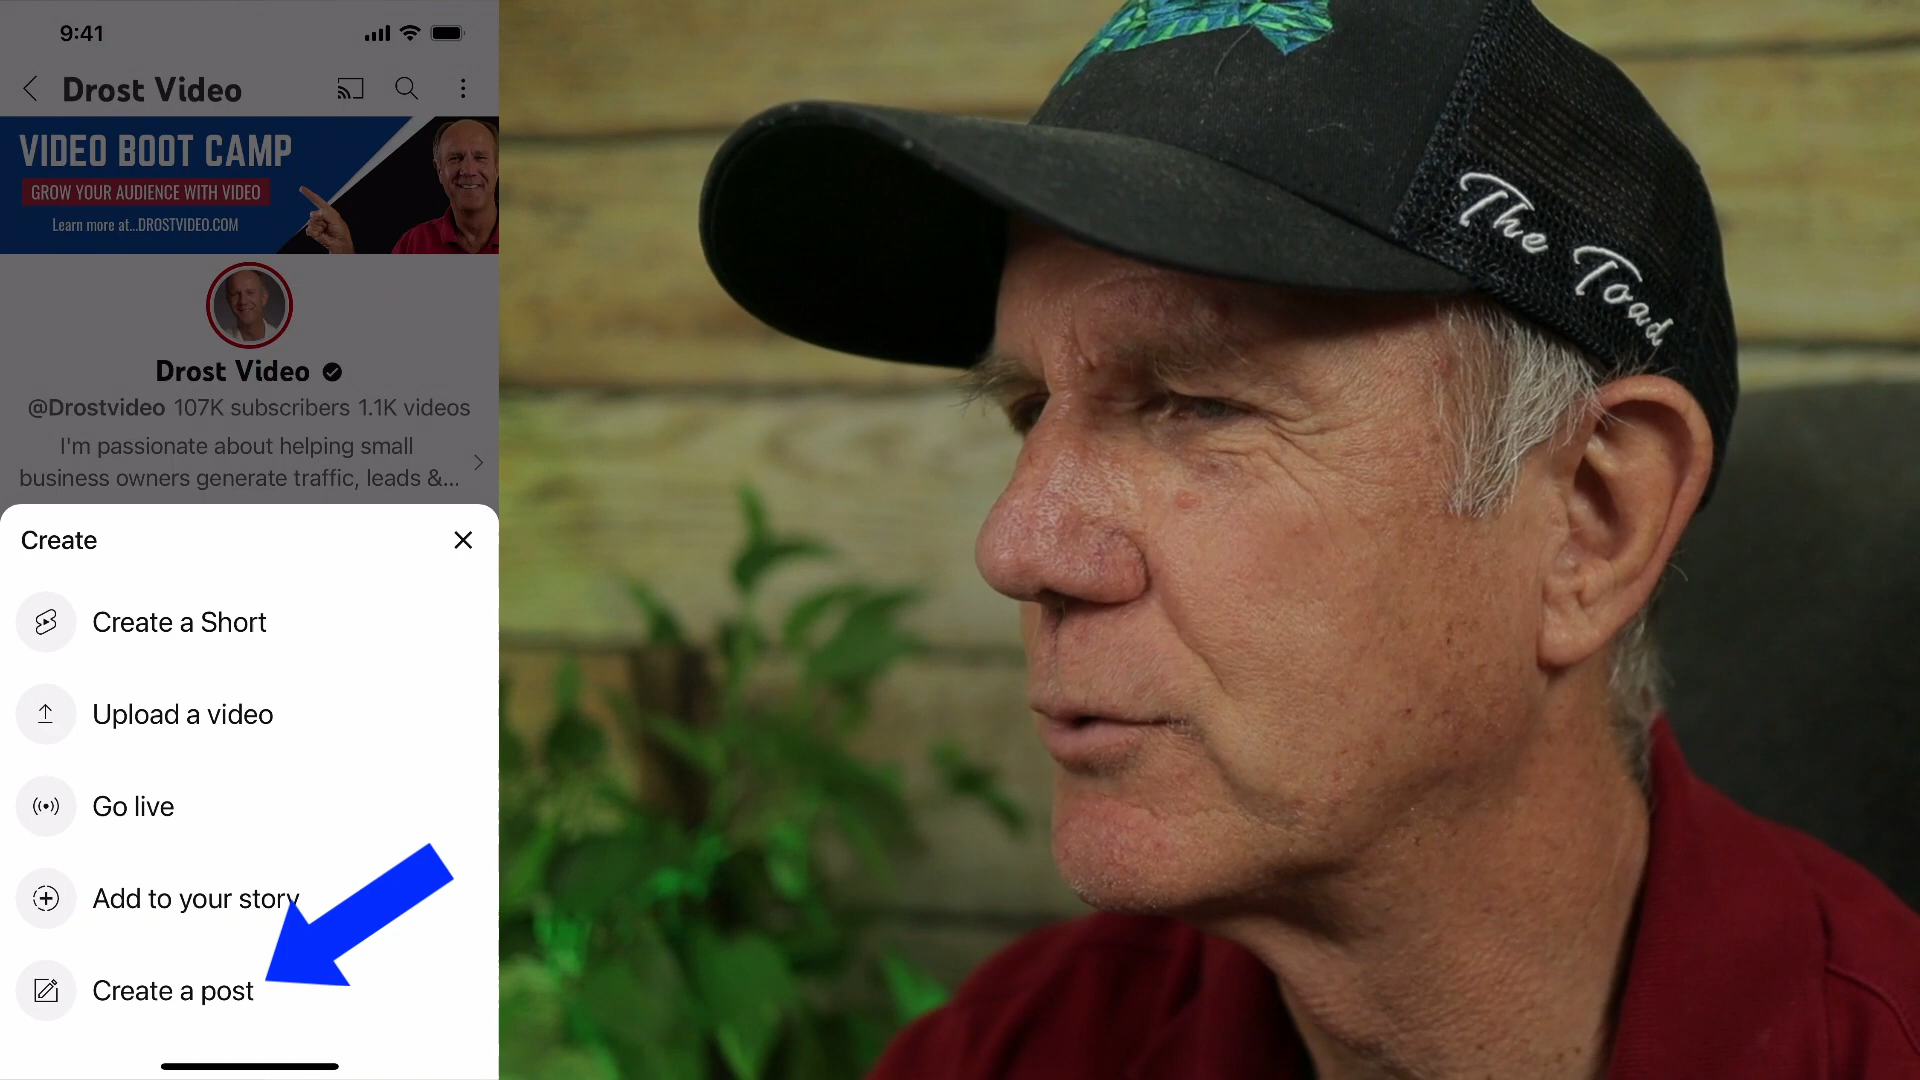 9:41
Drost Video
VIDEO BOOT CAMP
GROW YOUR AUDIENCE WITH VIDEO
Learn more at...DROSTVIDEO.COM
Drost Video
@Drostvideo 107K subscribers 1.1K videos
I'm passionate about helping small
business owners generate traffic, leads &...
Create
Create a Short
Upload a video
Go live
Add to your story
Create a post
The Toad